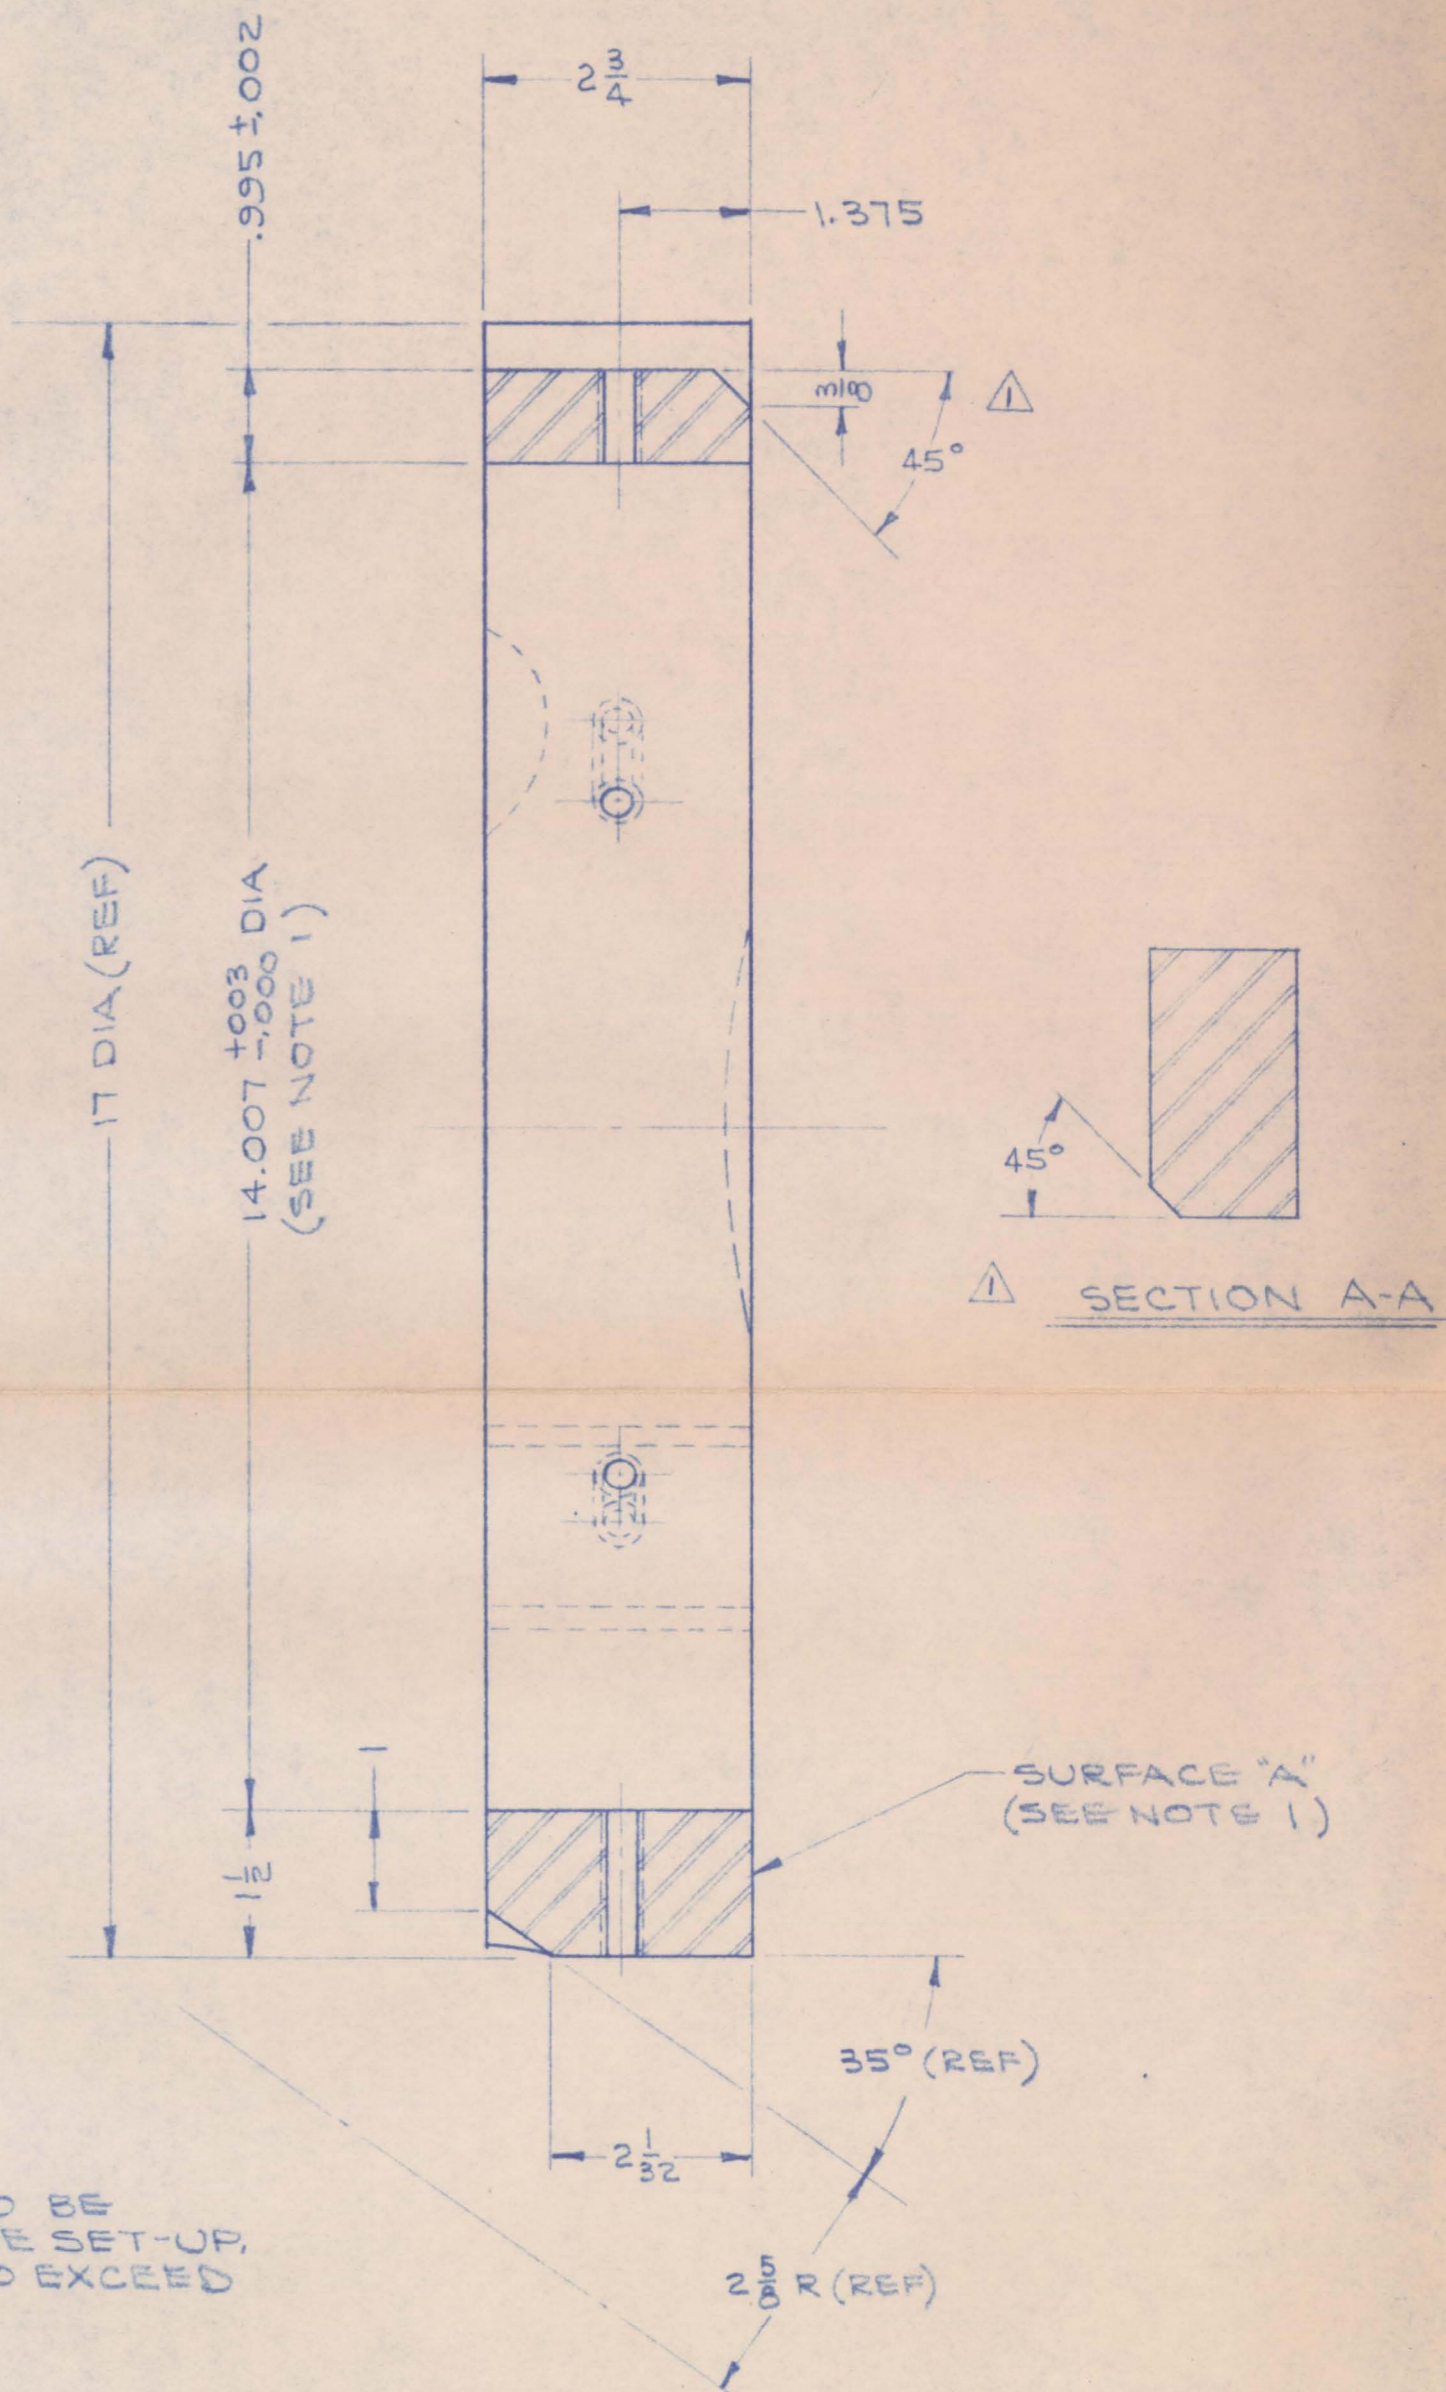 2 3/4
.995 ±.002
1.375
3/8
45°
1
17 DIA (REF)
14.007 +003 -.000 DIA
(SEE NOTE 1)
45°
1
SECTION A-A
1
1 1/2
SURFACE "A"
(SEE NOTE 1)
35° (REF)
2 1/32
2 5/8 R (REF)
BE
SET-UP.
EXCEED